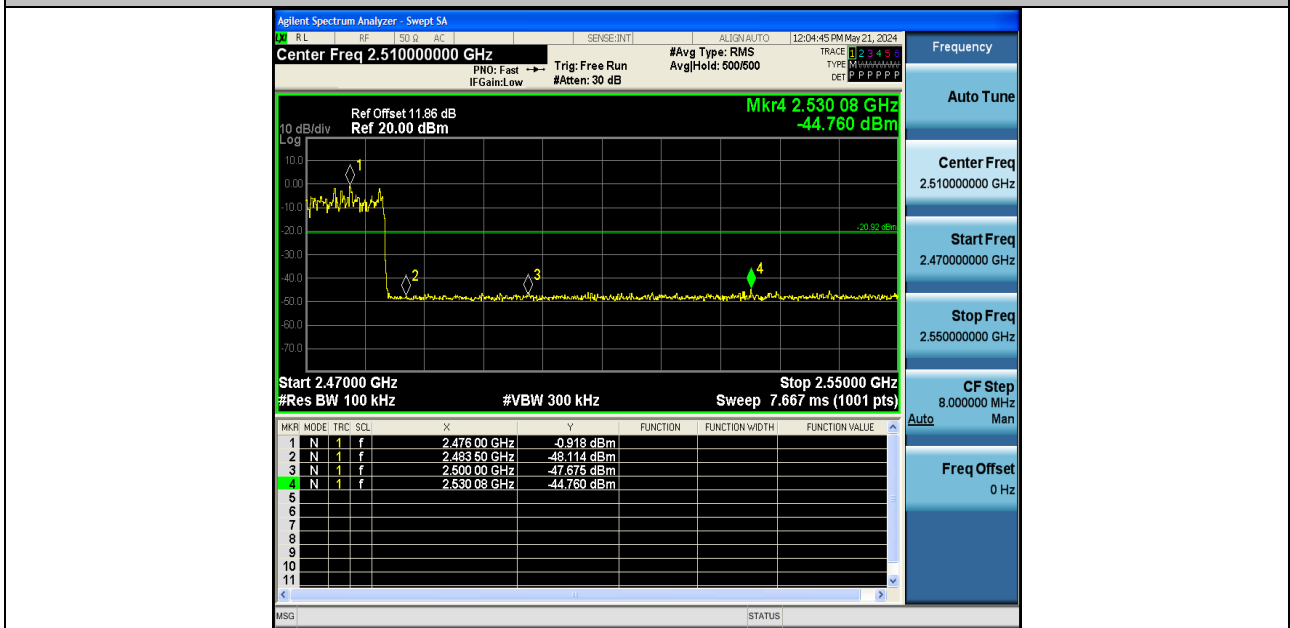 Agilent Spectrum Analyzer - Swept SA
RL RF 50 Ω AC SENSE:INT ALIGN AUTO 12:04:45 PM May 21, 2024
Center Freq 2.510000000 GHz
PNO: Fast
IFGain:Low
Trig: Free Run
#Atten: 30 dB
#Avg Type: RMS
Avg|Hold: 500/500
TRACE 1 2 3 4 5 6
TYPE M
DET P P P P P P
Ref Offset 11.86 dB
10 dB/div Ref 20.00 dBm
Log
Mkr4 2.530 08 GHz
-44.760 dBm
10.0
0.00
-10.0
-20.0
-30.0
-40.0
-50.0
-60.0
-70.0
1
2
3
4
-20.92 dBm
Start 2.47000 GHz Stop 2.55000 GHz
#Res BW 100 kHz #VBW 300 kHz Sweep 7.667 ms (1001 pts)
MKR MODE TRC SCL X Y FUNCTION FUNCTION WIDTH FUNCTION VALUE
1 N 1 f 2.476 00 GHz -0.918 dBm
2 N 1 f 2.483 50 GHz -48.114 dBm
3 N 1 f 2.500 00 GHz -47.675 dBm
4 N 1 f 2.530 08 GHz -44.760 dBm
5
6
7
8
9
10
11
MSG STATUS
Frequency
Auto Tune
Center Freq
2.510000000 GHz
Start Freq
2.470000000 GHz
Stop Freq
2.550000000 GHz
CF Step
8.000000 MHz
Auto Man
Freq Offset
0 Hz